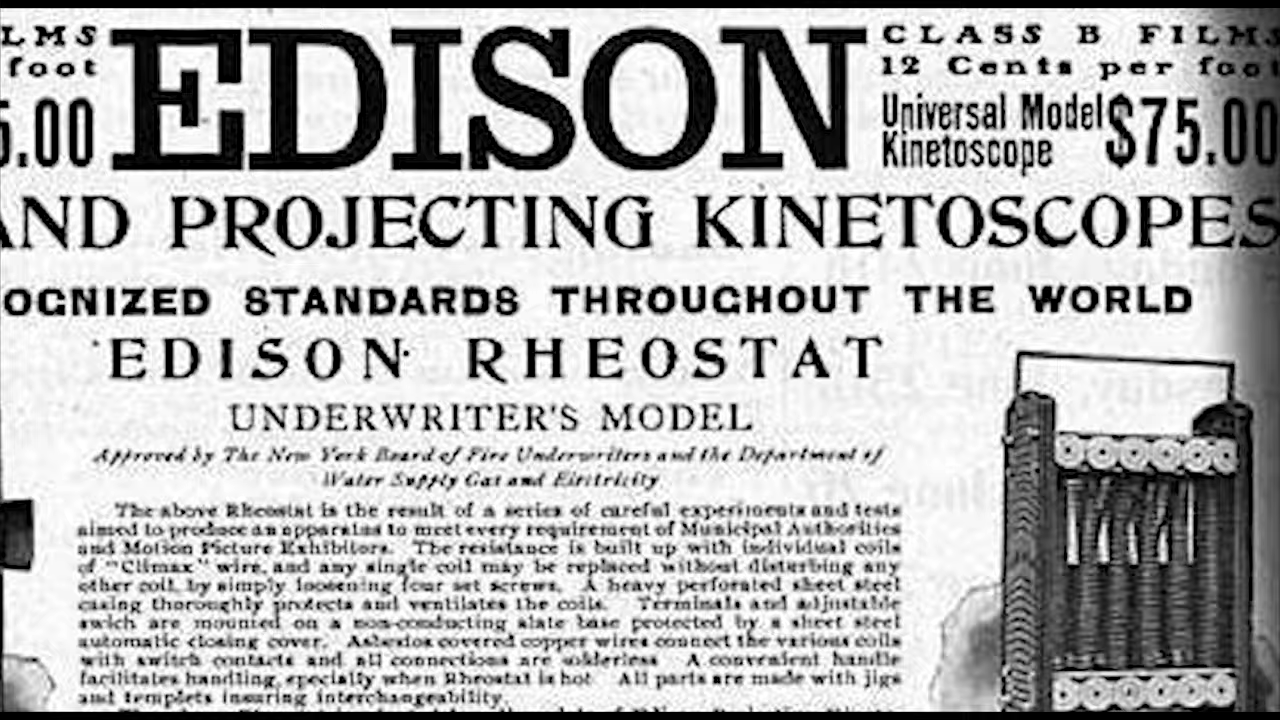 LMS
foot
5.00
EDISON
CLASS B FILMS
12 Cents per foot
Universal Model
Kinetoscope
$75.00
AND PROJECTING KINETOSCOPES
OGNIZED STANDARDS THROUGHOUT THE WORLD
EDISON RHEOSTAT
UNDERWRITER'S MODEL
Approved by The New York Board of Fire Underwriters and the Department of
Water Supply Gas and Electricity
The above Rheostat is the result of a series of careful experiments and tests
aimed to produce an apparatus to meet every requirement of Municipal Authorities
and Motion Picture Exhibitors. The resistance is built up with individual coils
of "Climax" wire, and any single coil may be replaced without disturbing any
other coil, by simply loosening four set screws. A heavy perforated sheet steel
casing thoroughly protects and ventilates the coils. Terminals and adjustable
swich are mounted on a non-conducting slate base protected by a sheet steel
automatic closing cover. Asbestos covered copper wires connect the various coils
with switch contacts and all connections are solderless A convenient handle
facilitates handling, specially when Rheostat is hot All parts are made with jigs
and templets insuring interchangeability.